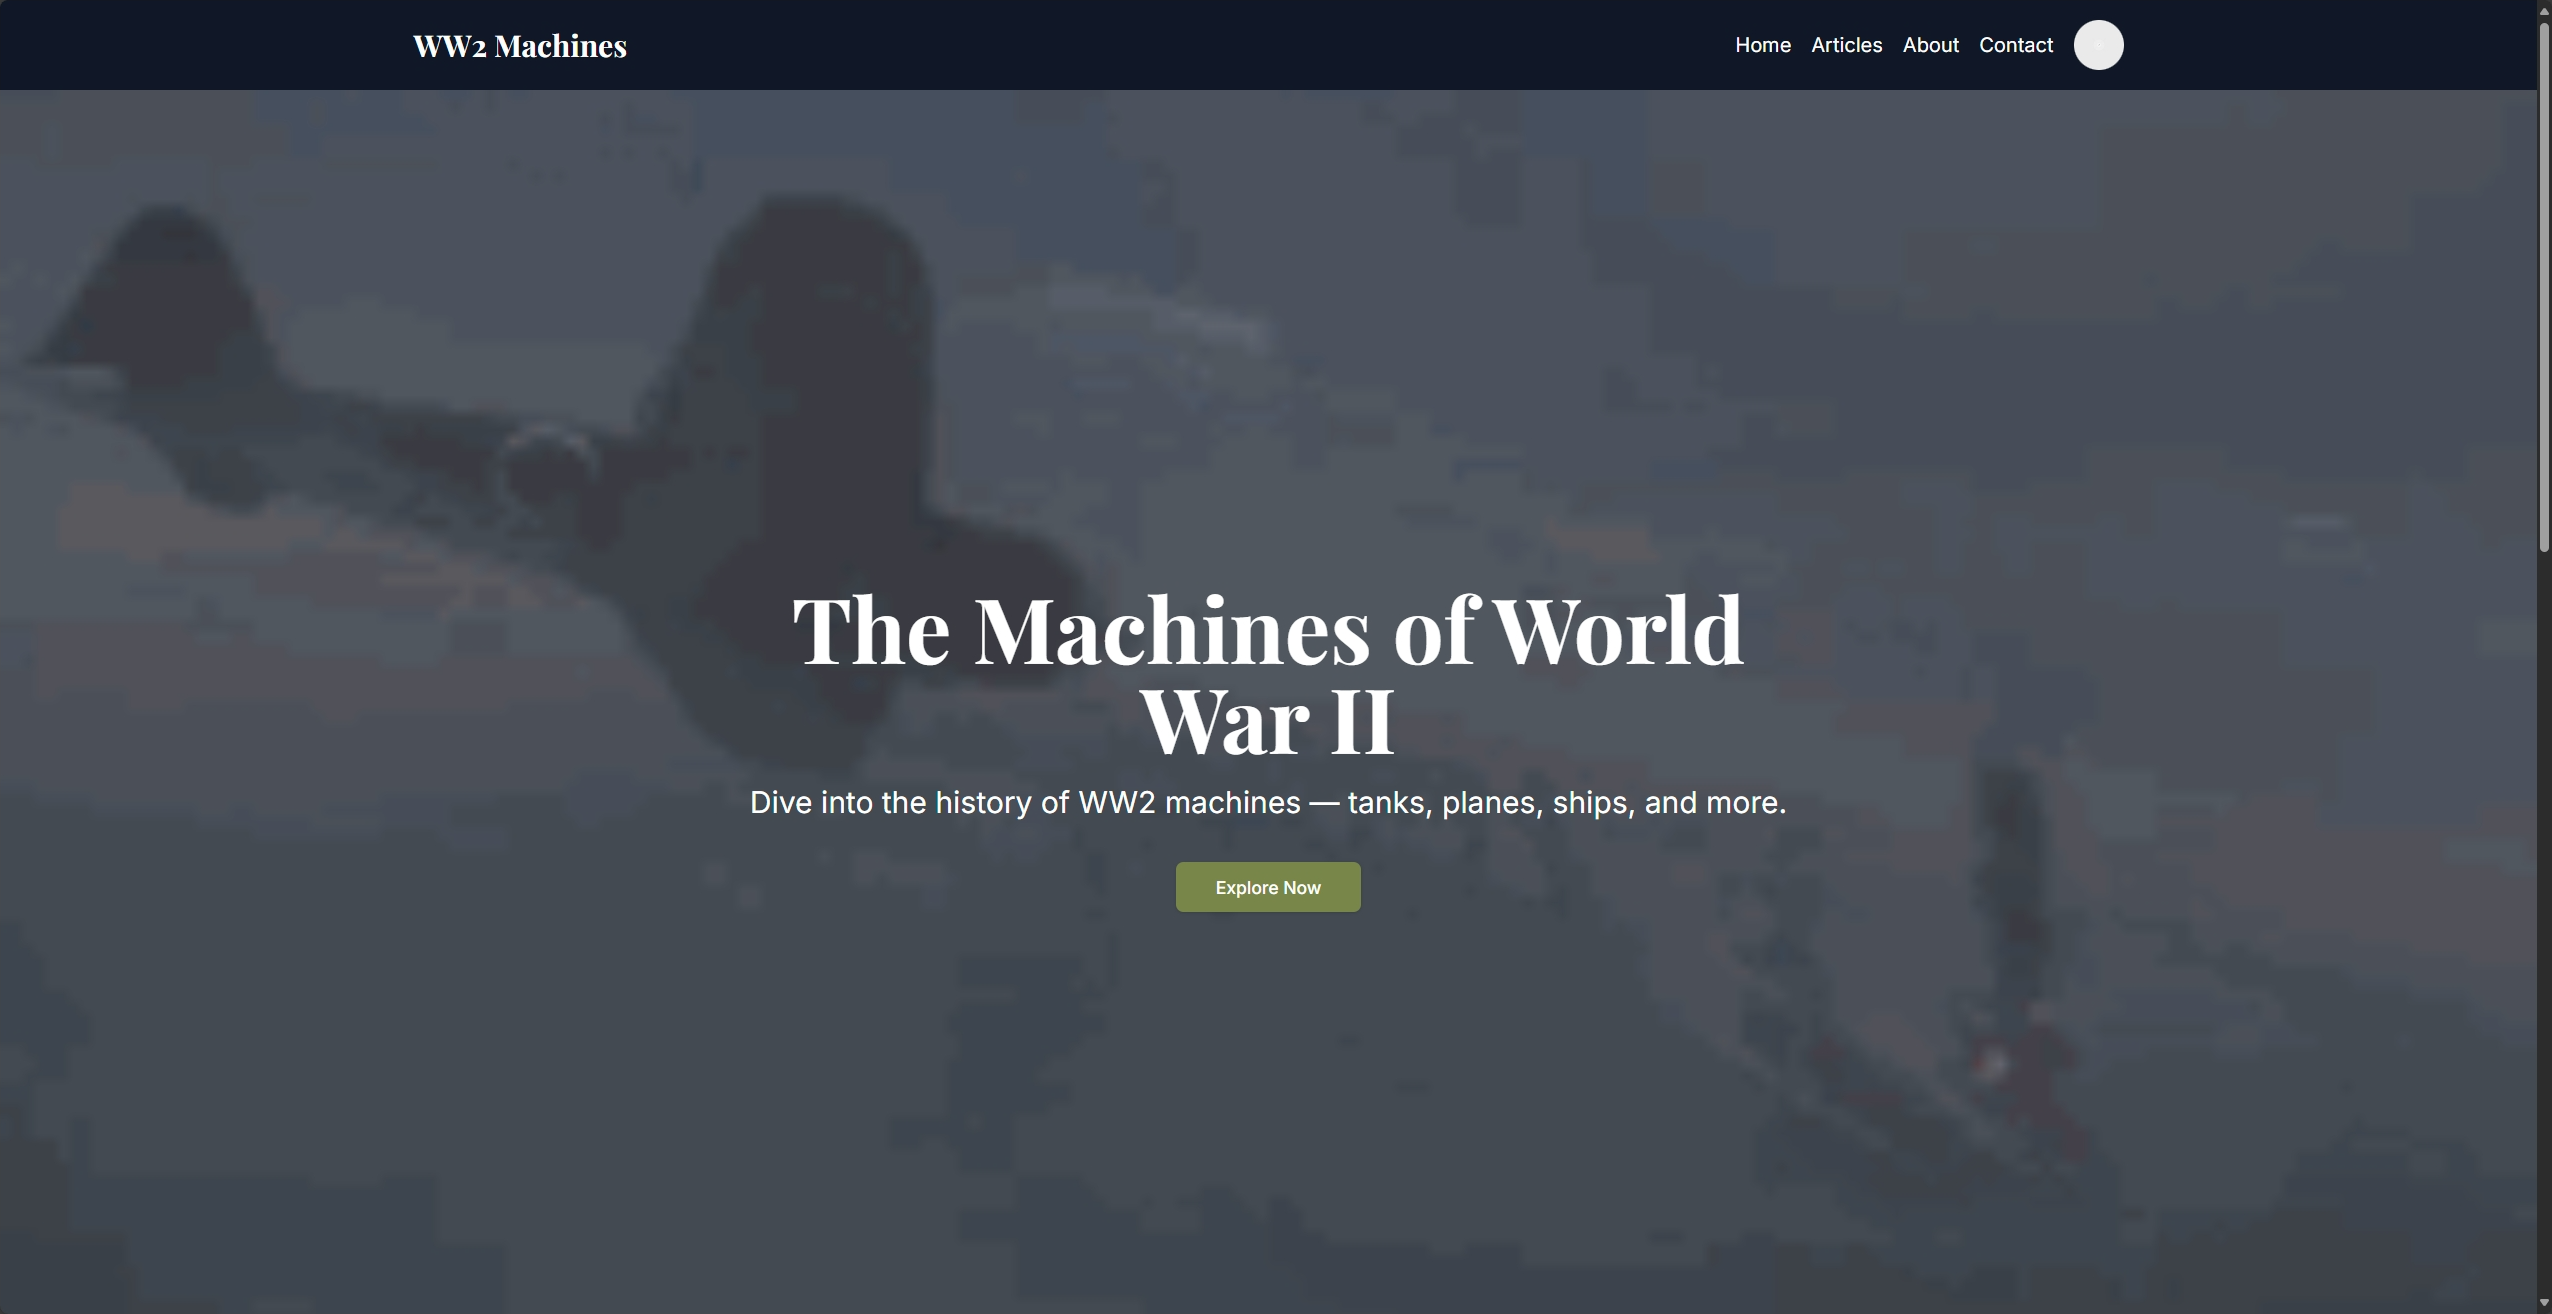 WW2 Machines
Home Articles About Contact
The Machines of World
War II
Dive into the history of WW2 machines — tanks, planes, ships, and more.
Explore Now